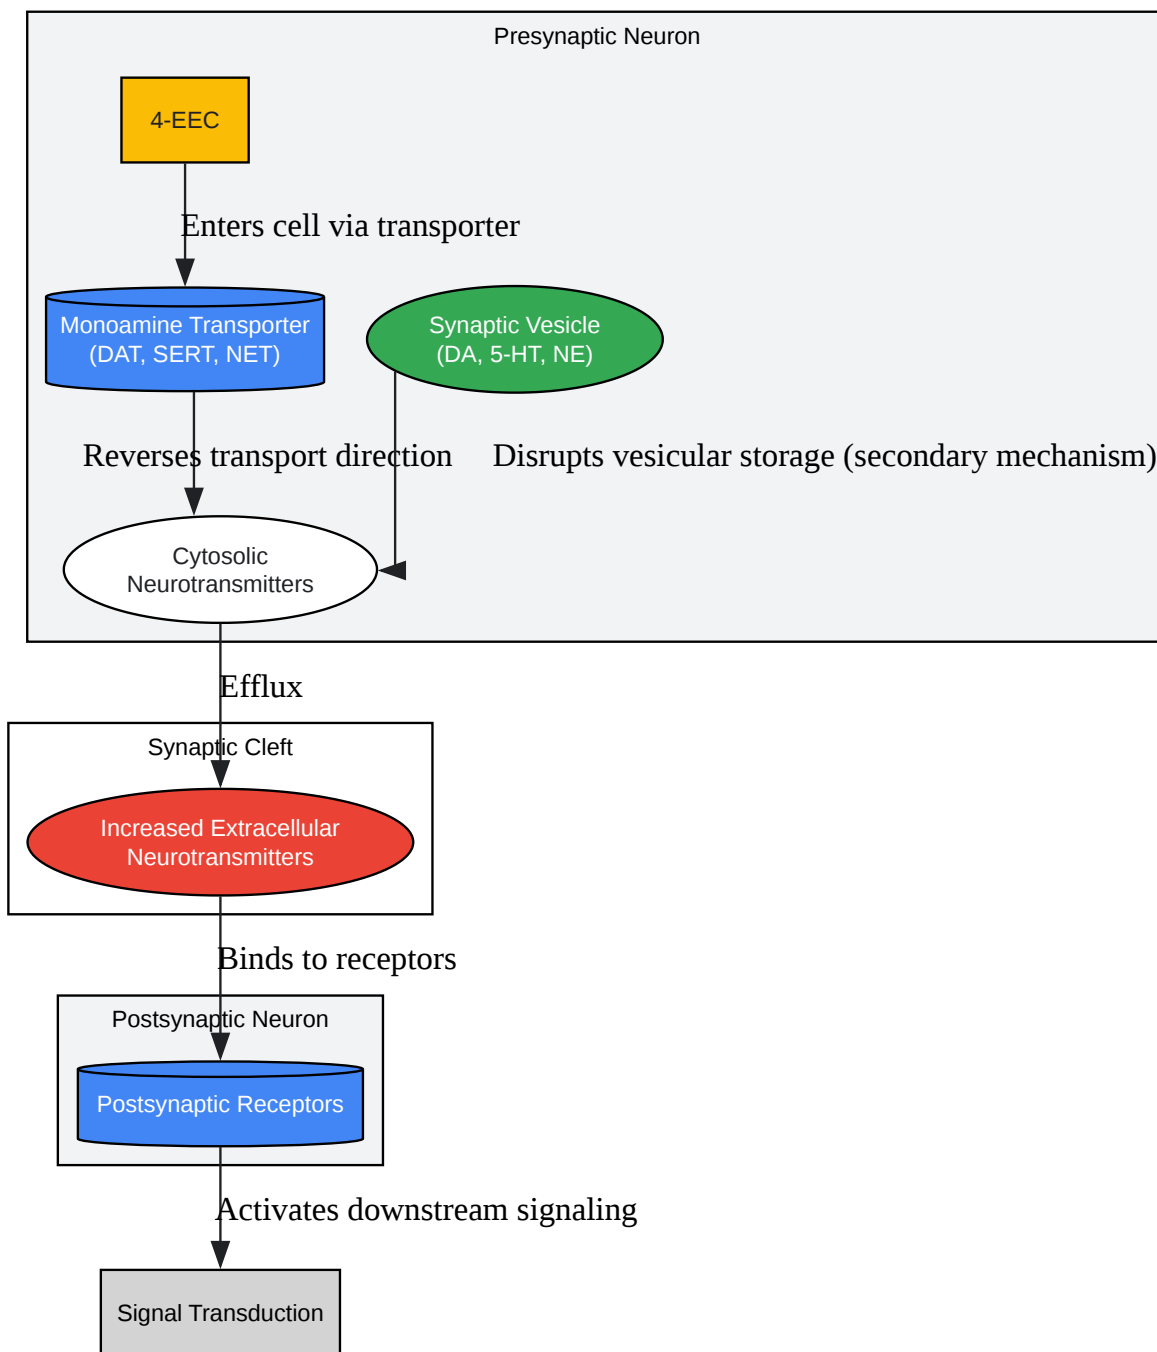 Presynaptic Neuron
4-EEC
Enters cell via transporter
Monoamine Transporter
(DAT, SERT, NET)
Synaptic Vesicle
(DA, 5-HT, NE)
Reverses transport direction
Disrupts vesicular storage (secondary mechanism)
Cytosolic
Neurotransmitters
Efflux
Synaptic Cleft
Increased Extracellular
Neurotransmitters
Binds to receptors
Postsynaptic Neuron
Postsynaptic Receptors
Activates downstream signaling
Signal Transduction